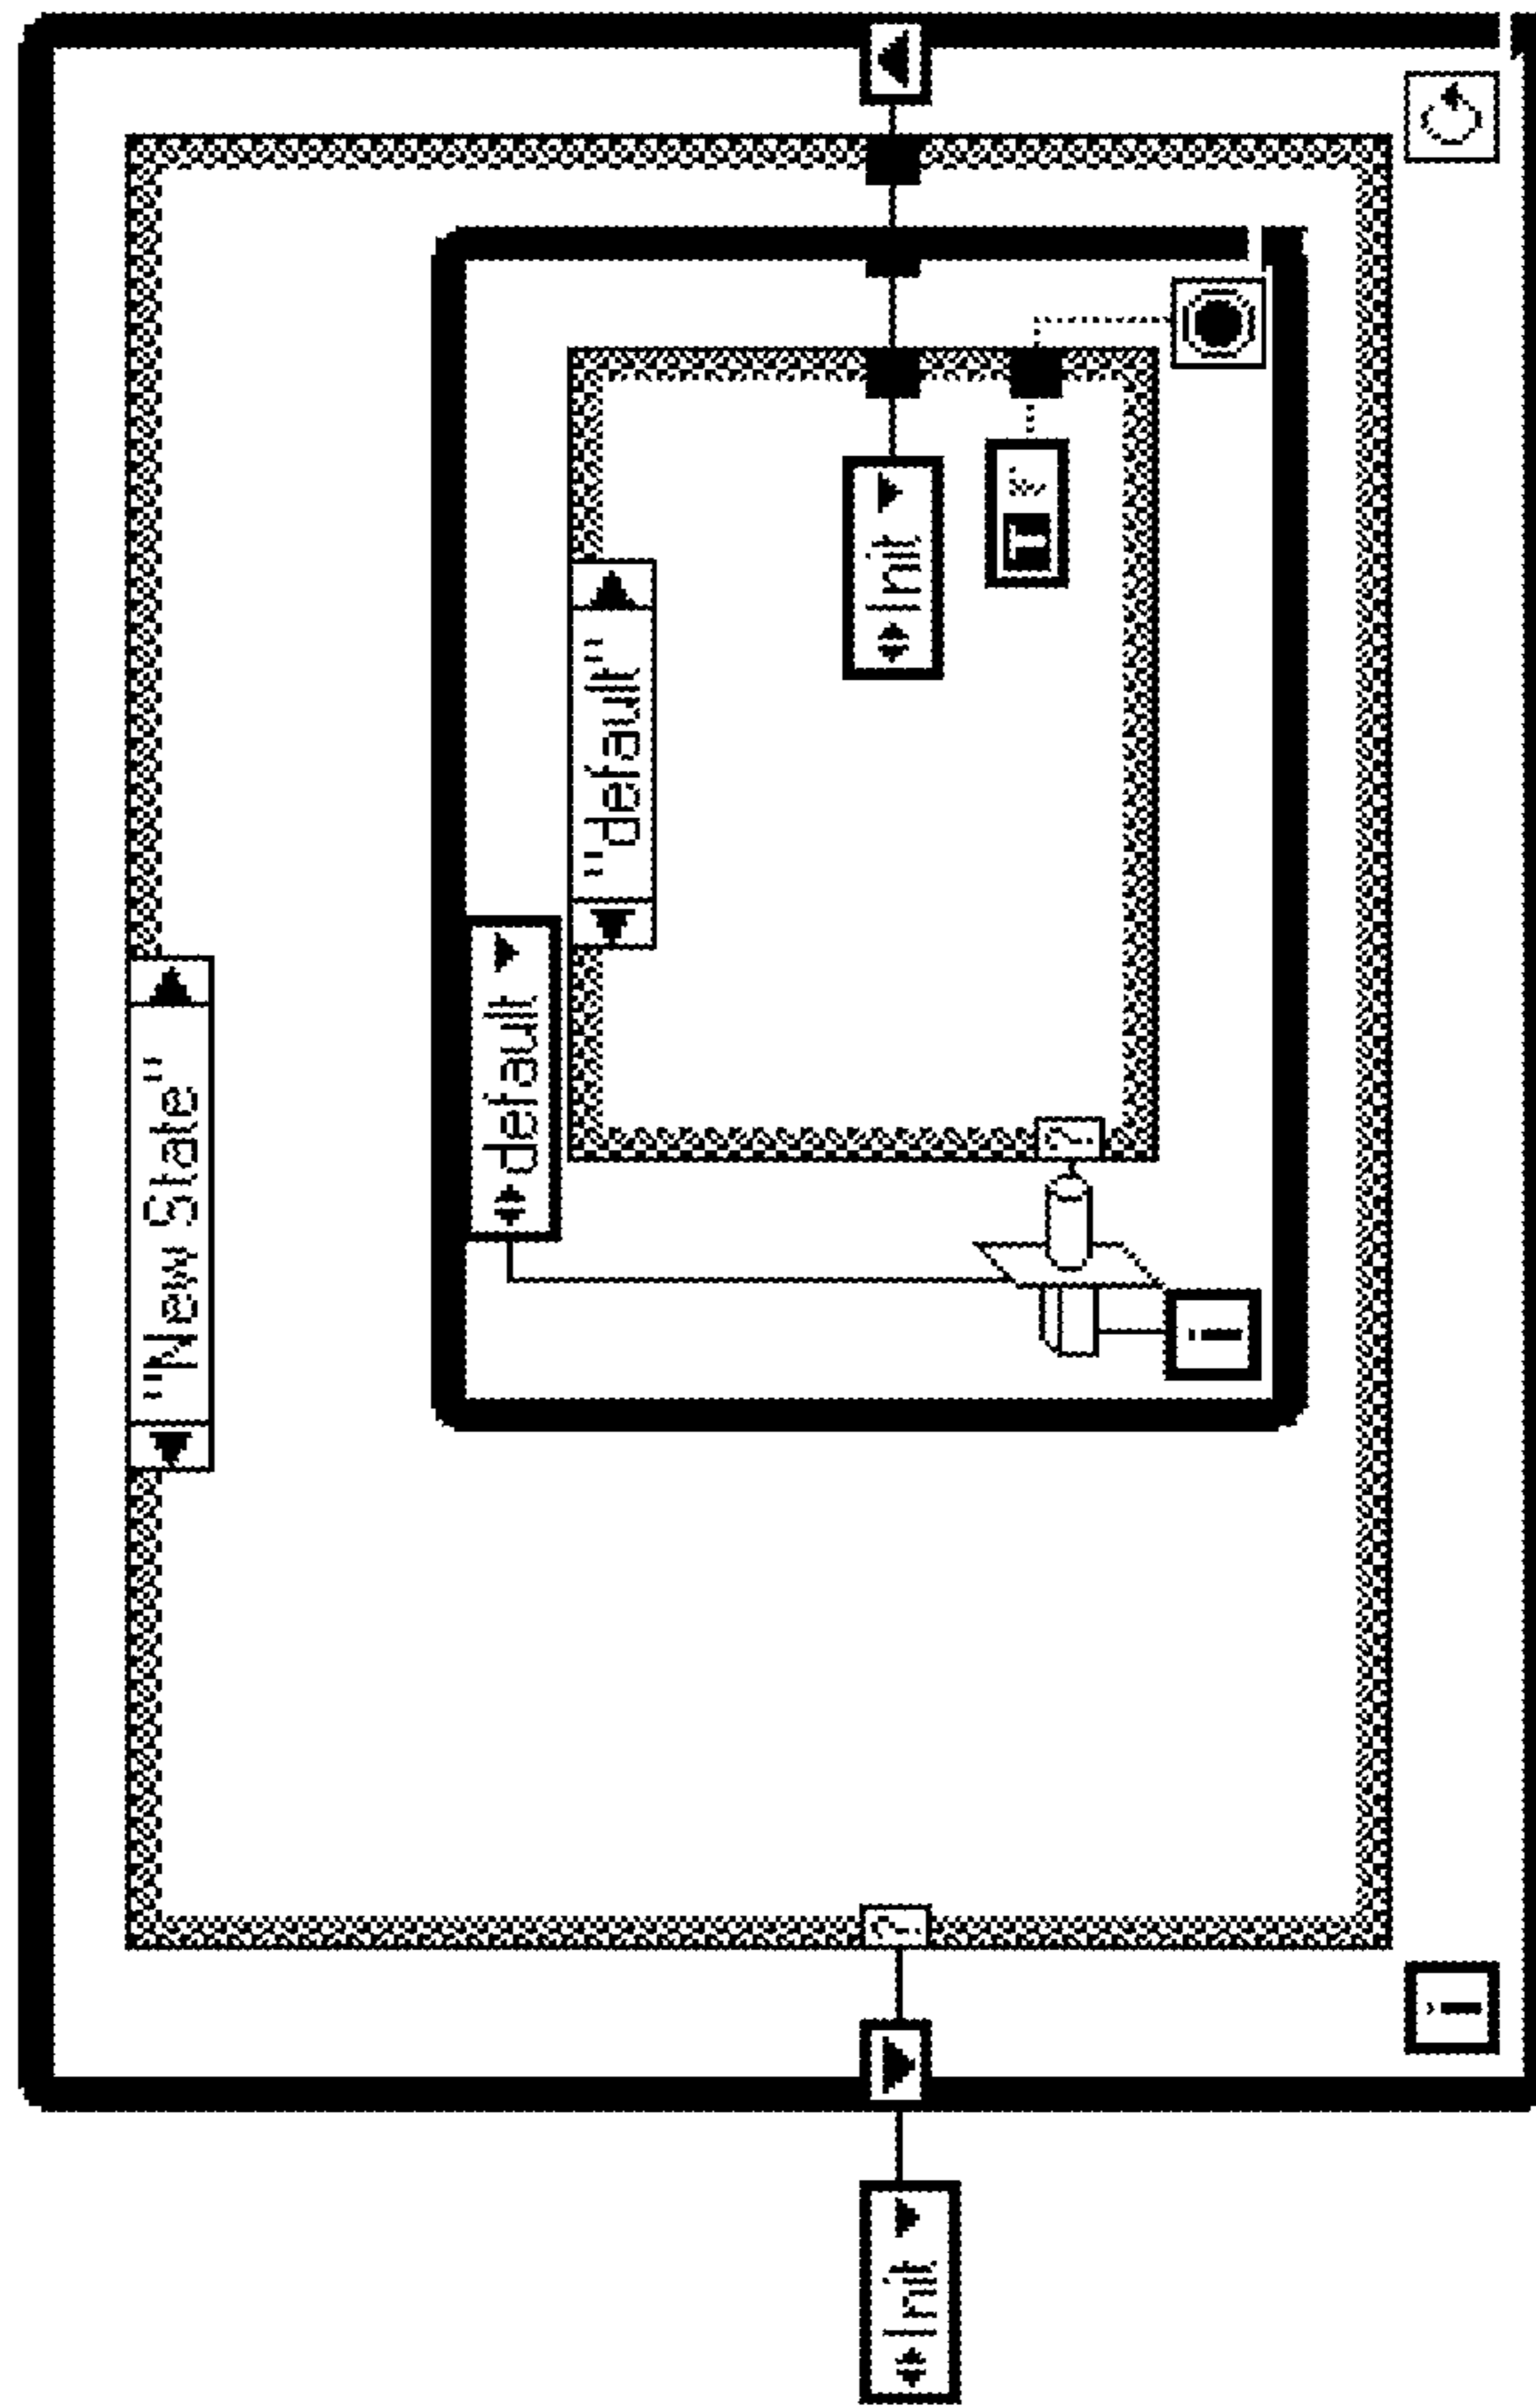 "New State"
default
"default"
Init
T F
?
i
?
i
Init